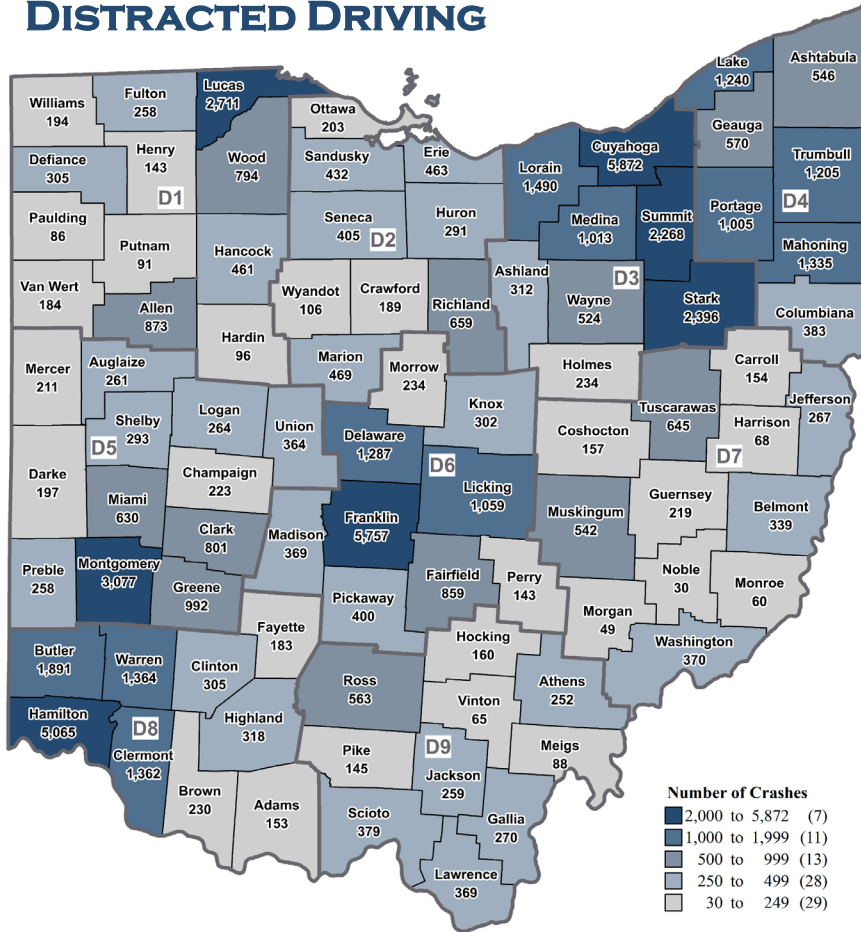 DISTRACTED DRIVING
Williams
194
Fulton
258
Lucas
2,711
Ottawa
203
Lake
1,240
Ashtabula
546
Defiance
305
Henry
143
D1
Wood
794
Sandusky
432
Erie
463
Lorain
1,490
Cuyahoga
5,872
Geauga
570
Trumbull
1,205
Paulding
86
Putnam
91
Hancock
461
Seneca
405
D2
Huron
291
Medina
1,013
Summit
2,268
Portage
1,005
D4
Mahoning
1,335
Van Wert
184
Allen
873
Wyandot
106
Crawford
189
Richland
659
Ashland
312
Wayne
524
D3
Stark
2,396
Columbiana
383
Mercer
211
Auglaize
261
Hardin
96
Marion
469
Morrow
234
Holmes
234
Carroll
154
Jefferson
267
Shelby
293
D5
Logan
264
Union
364
Delaware
1,287
Knox
302
D6
Coshocton
157
Tuscarawas
645
Harrison
68
D7
Darke
197
Miami
630
Champaign
223
Clark
801
Madison
369
Franklin
5,757
Licking
1,059
Muskingum
542
Guernsey
219
Belmont
339
Preble
258
Montgomery
3,077
Greene
992
Fayette
183
Pickaway
400
Fairfield
859
Perry
143
Morgan
49
Noble
30
Monroe
60
Butler
1,891
Warren
1,364
Clinton
305
Ross
563
Hocking
160
Athens
252
Washington
370
Hamilton
5,065
D8
Clermont
1,362
Highland
318
Vinton
65
Meigs
88
Brown
230
Adams
153
Pike
145
D9
Jackson
259
Scioto
379
Gallia
270
Lawrence
369
Number of Crashes
2,000 to 5,872 (7)
1,000 to 1,999 (11)
500 to 999 (13)
250 to 499 (28)
30 to 249 (29)